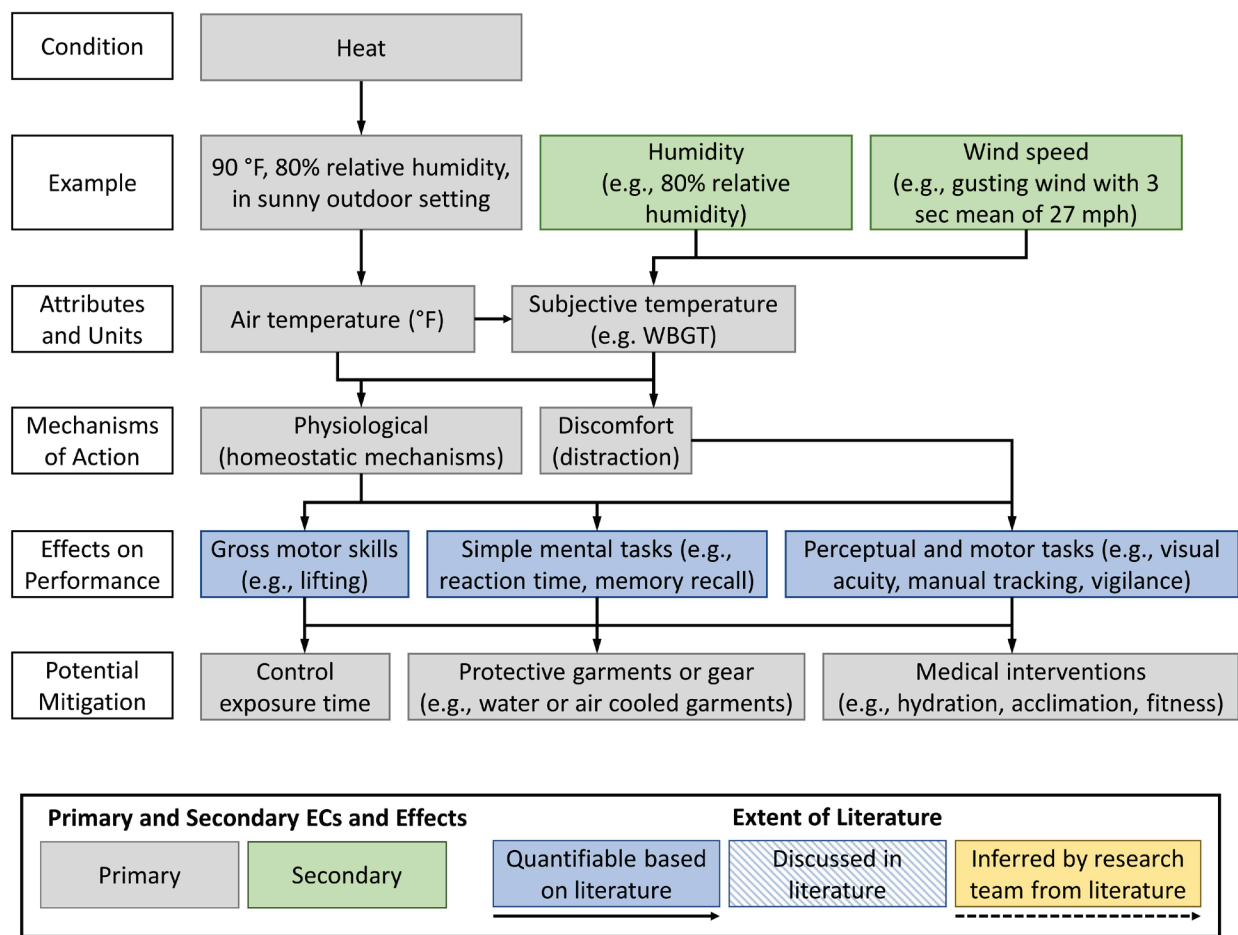 Condition
Heat
Example
90 °F, 80% relative humidity,
in sunny outdoor setting
Humidity
(e.g., 80% relative
humidity)
Wind speed
(e.g., gusting wind with 3
sec mean of 27 mph)
Attributes
and Units
Air temperature (°F)
Subjective temperature
(e.g. WBGT)
Mechanisms
of Action
Physiological
(homeostatic mechanisms)
Discomfort
(distraction)
Effects on
Performance
Gross motor skills
(e.g., lifting)
Simple mental tasks (e.g.,
reaction time, memory recall)
Perceptual and motor tasks (e.g., visual
acuity, manual tracking, vigilance)
Potential
Mitigation
Control
exposure time
Protective garments or gear
(e.g., water or air cooled garments)
Medical interventions
(e.g., hydration, acclimation, fitness)
Primary and Secondary ECs and Effects
Primary
Secondary
Extent of Literature
Quantifiable based
on literature
Discussed in
literature
Inferred by research
team from literature